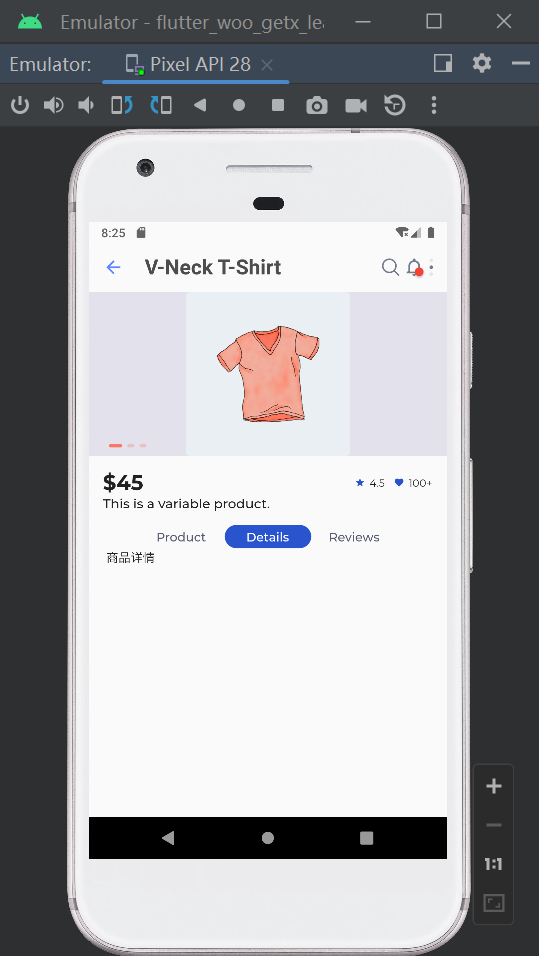 Emulator - flutter_woo_getx_le
Emulator: Pixel API 28
8:25
V-Neck T-Shirt
$45 4.5 100+
This is a variable product.
Product Details Reviews
商品详情
1:1